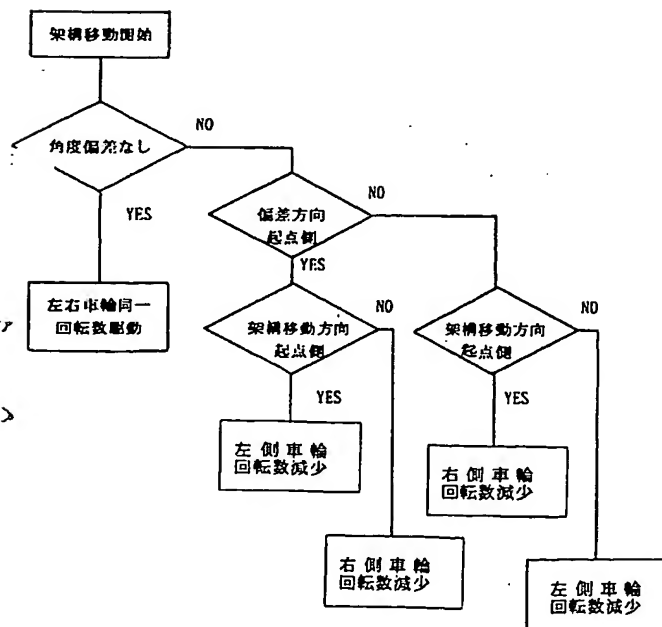 架構移動開始
NO
角度偏差なし
NO
YES
偏差方向
起点側
YES
左右車輪同一
回転数駆動
架構移動方向
起点側
NO
架構移動方向
起点側
NO
YES
YES
左側車輪
回転数減少
右側車輪
回転数減少
右側車輪
回転数減少
左側車輪
回転数減少